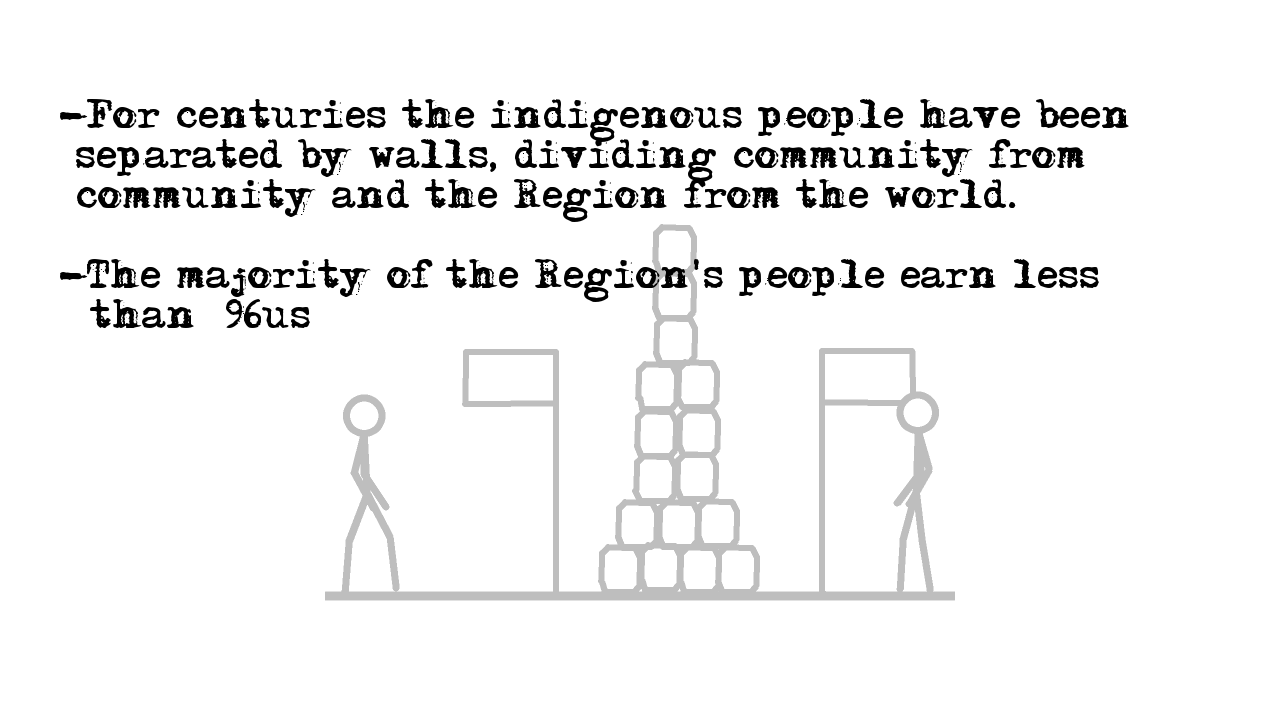 -For centuries the indigenous people have been
separated by walls, dividing community from
community and the Region from the world.
-The majority of the Region's people earn less
than 96us